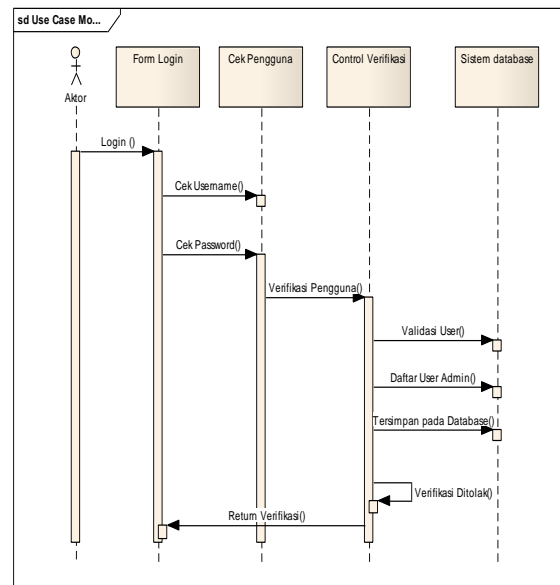 sd Use Case Mo...
Aktor
Form Login
Cek Pengguna
Control Verifikasi
Sistem database
Login ()
Cek Username()
Cek Password()
Verifikasi Pengguna()
Validasi User()
Daftar User Admin()
Tersimpan pada Database()
Verifikasi Ditolak()
Return Verifikasi()